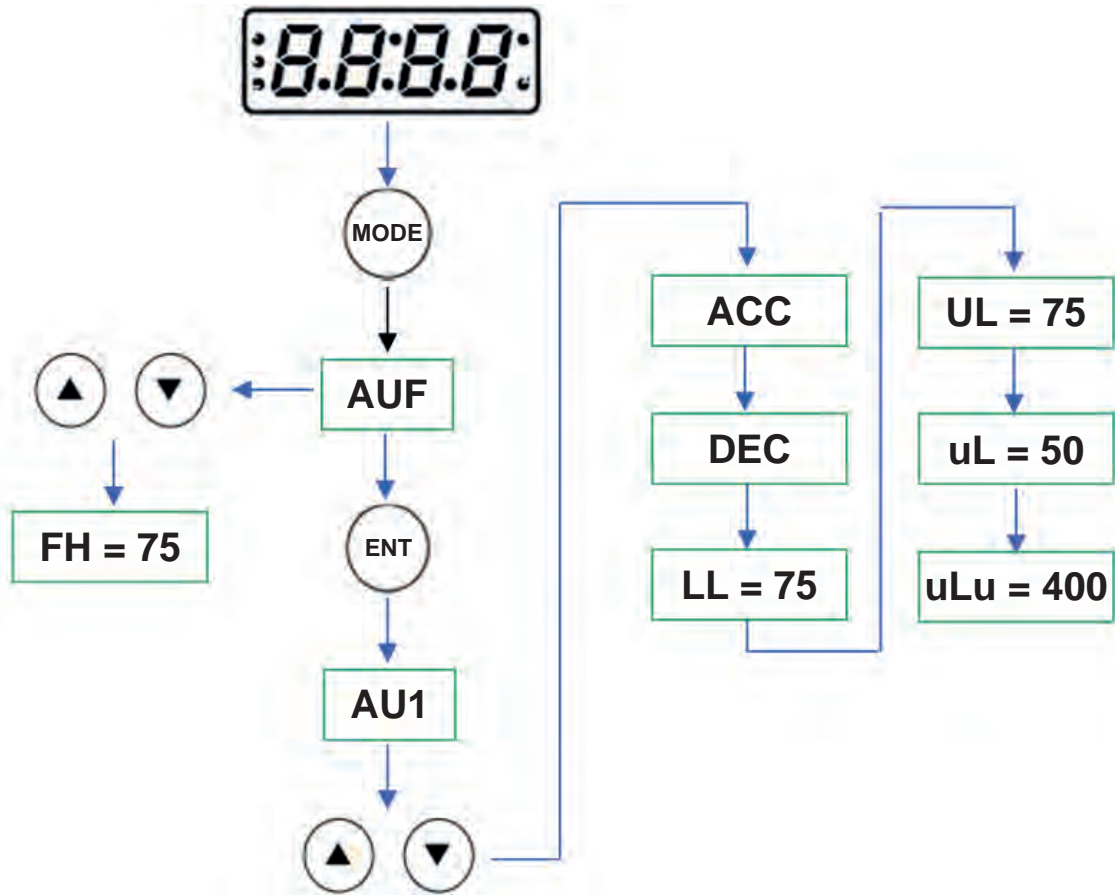 8.8.8.8
MODE
AUF
FH = 75
ENT
AU1
ACC
DEC
LL = 75
UL = 75
uL = 50
uLu = 400